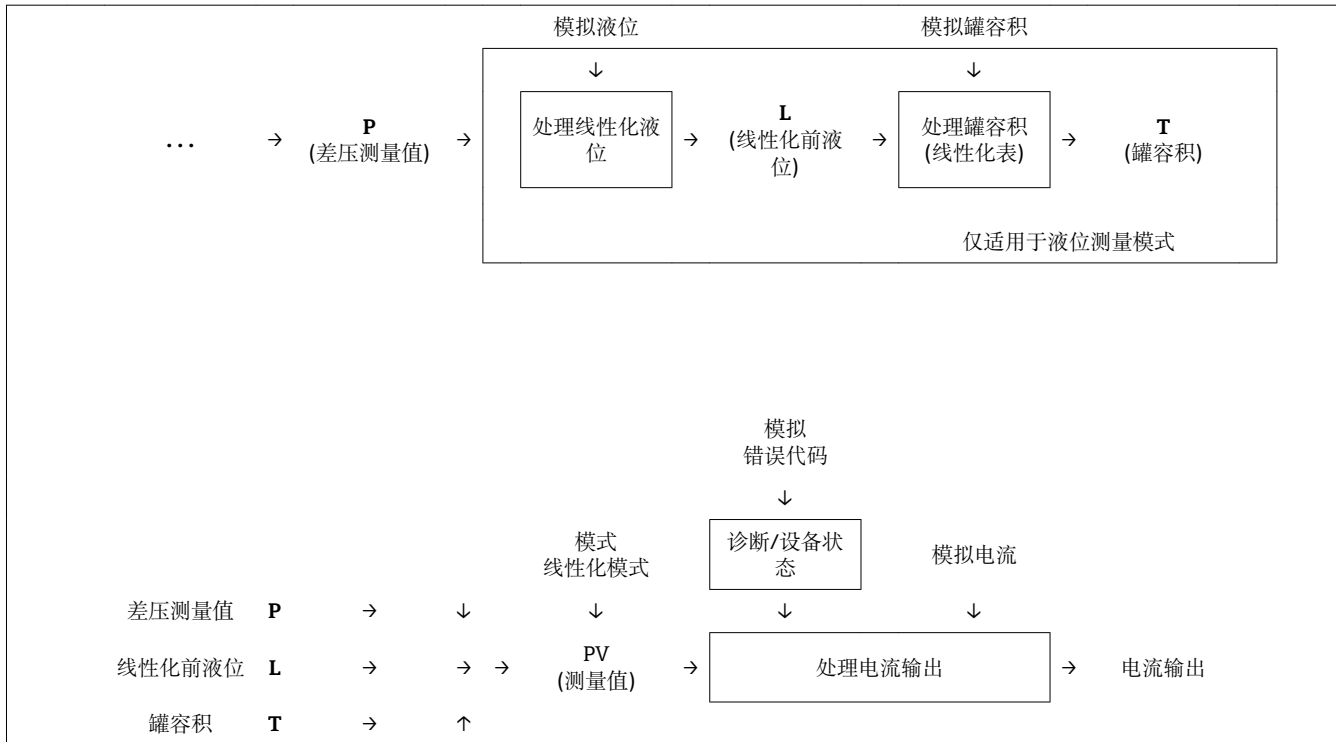 模拟液位 模拟罐容积
↓ ↓
... → P → 处理线性化液 → L → 处理罐容积 → T
(差压测量值) 位 (线性化前液 (线性化表) (罐容积)
位)
仅适用于液位测量模式
模拟
错误代码
↓
模式 诊断/设备状 模拟电流
线性化模式 态
差压测量值 P → ↓ ↓ ↓ ↓
线性化前液位 L → → → PV → 处理电流输出 → 电流输出
(测量值)
罐容积 T → ↑